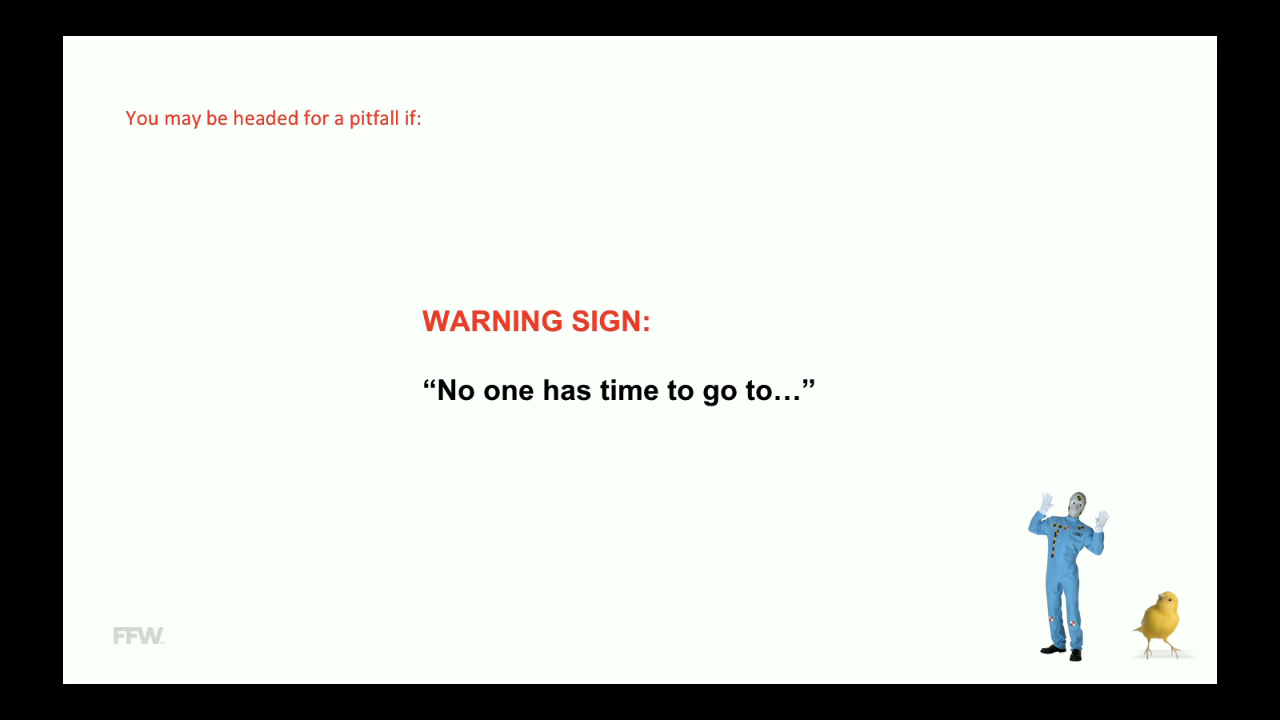 You may be headed for a pitfall if:
WARNING SIGN:
“No one has time to go to…”
FFW